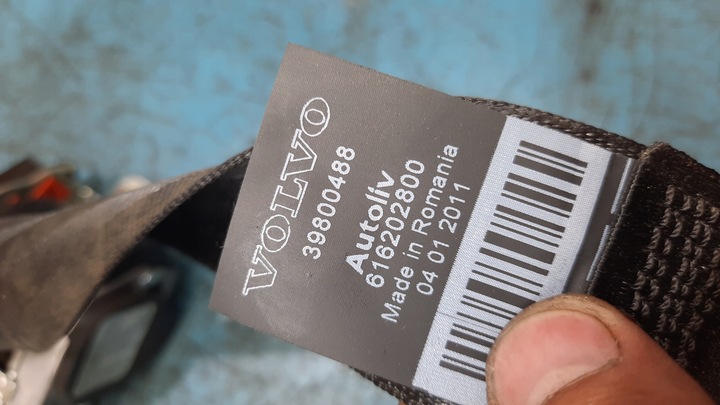 VOLVO
39800488
Autoliv
616202800
Made in Romania
04 01 2011